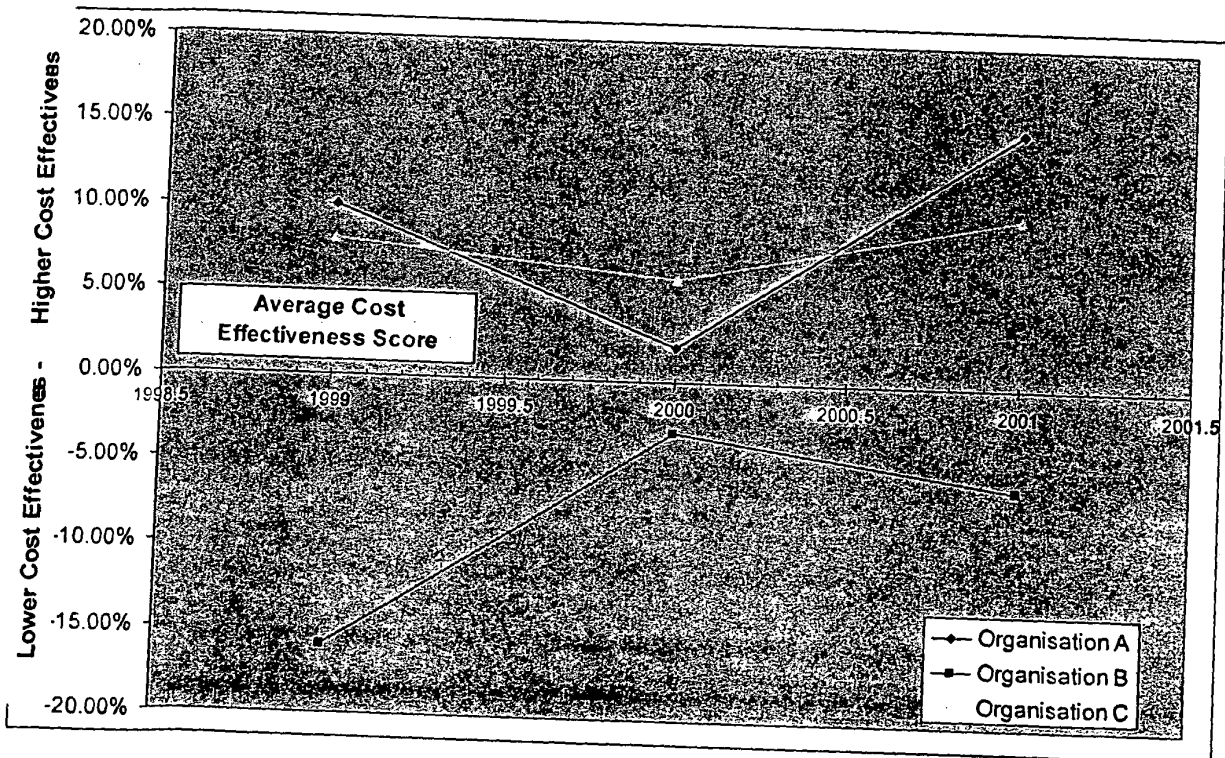 20.00%
15.00%
10.00%
5.00%
0.00%
-5.00%
-10.00%
-15.00%
-20.00%
Lower Cost Effectivenes - Higher Cost Effectivees
Average Cost
Effectiveness Score
1998.5 1999 1999.5 2000 2000.5 2001 2001.5
Organisation A
Organisation B
Organisation C